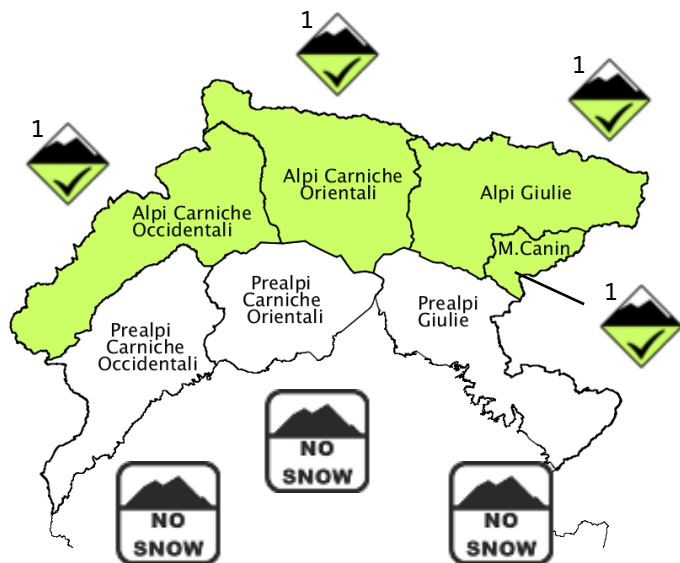 1
1
1
Alpi Carniche
Orientali
Alpi Giulie
Alpi Carniche
Occidentali
M.Canin
Prealpi
Carniche
Orientali
Prealpi
Giulie
1
Prealpi
Carniche
Occidentali
NO
SNOW
NO
SNOW
NO
SNOW